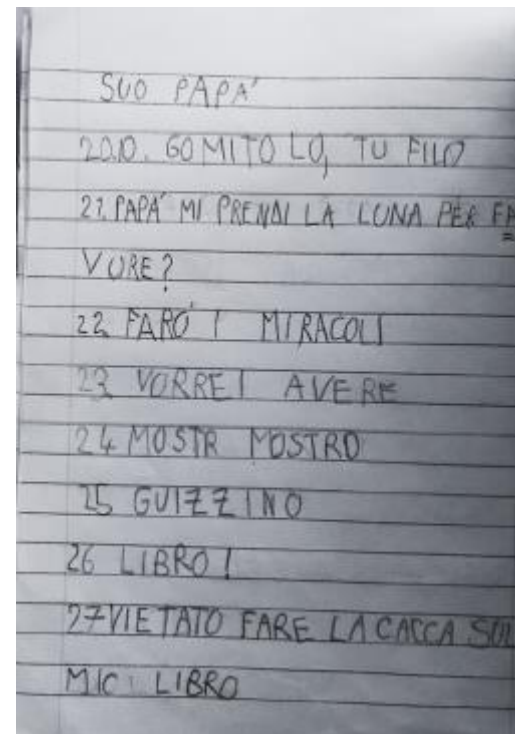 SUO PAPA'
20.10. GOMITOLO, TU FILO
21. PAPA' MI PRENDI LA LUNA PER FA
VORE?
22 FARÒ I MIRACOLI
23 VORREI AVERE
24 MOSTR MOSTRO
25 GUIZZINO
26 LIBRO!
27 VIETATO FARE LA CACCA SUL
MIO LIBRO